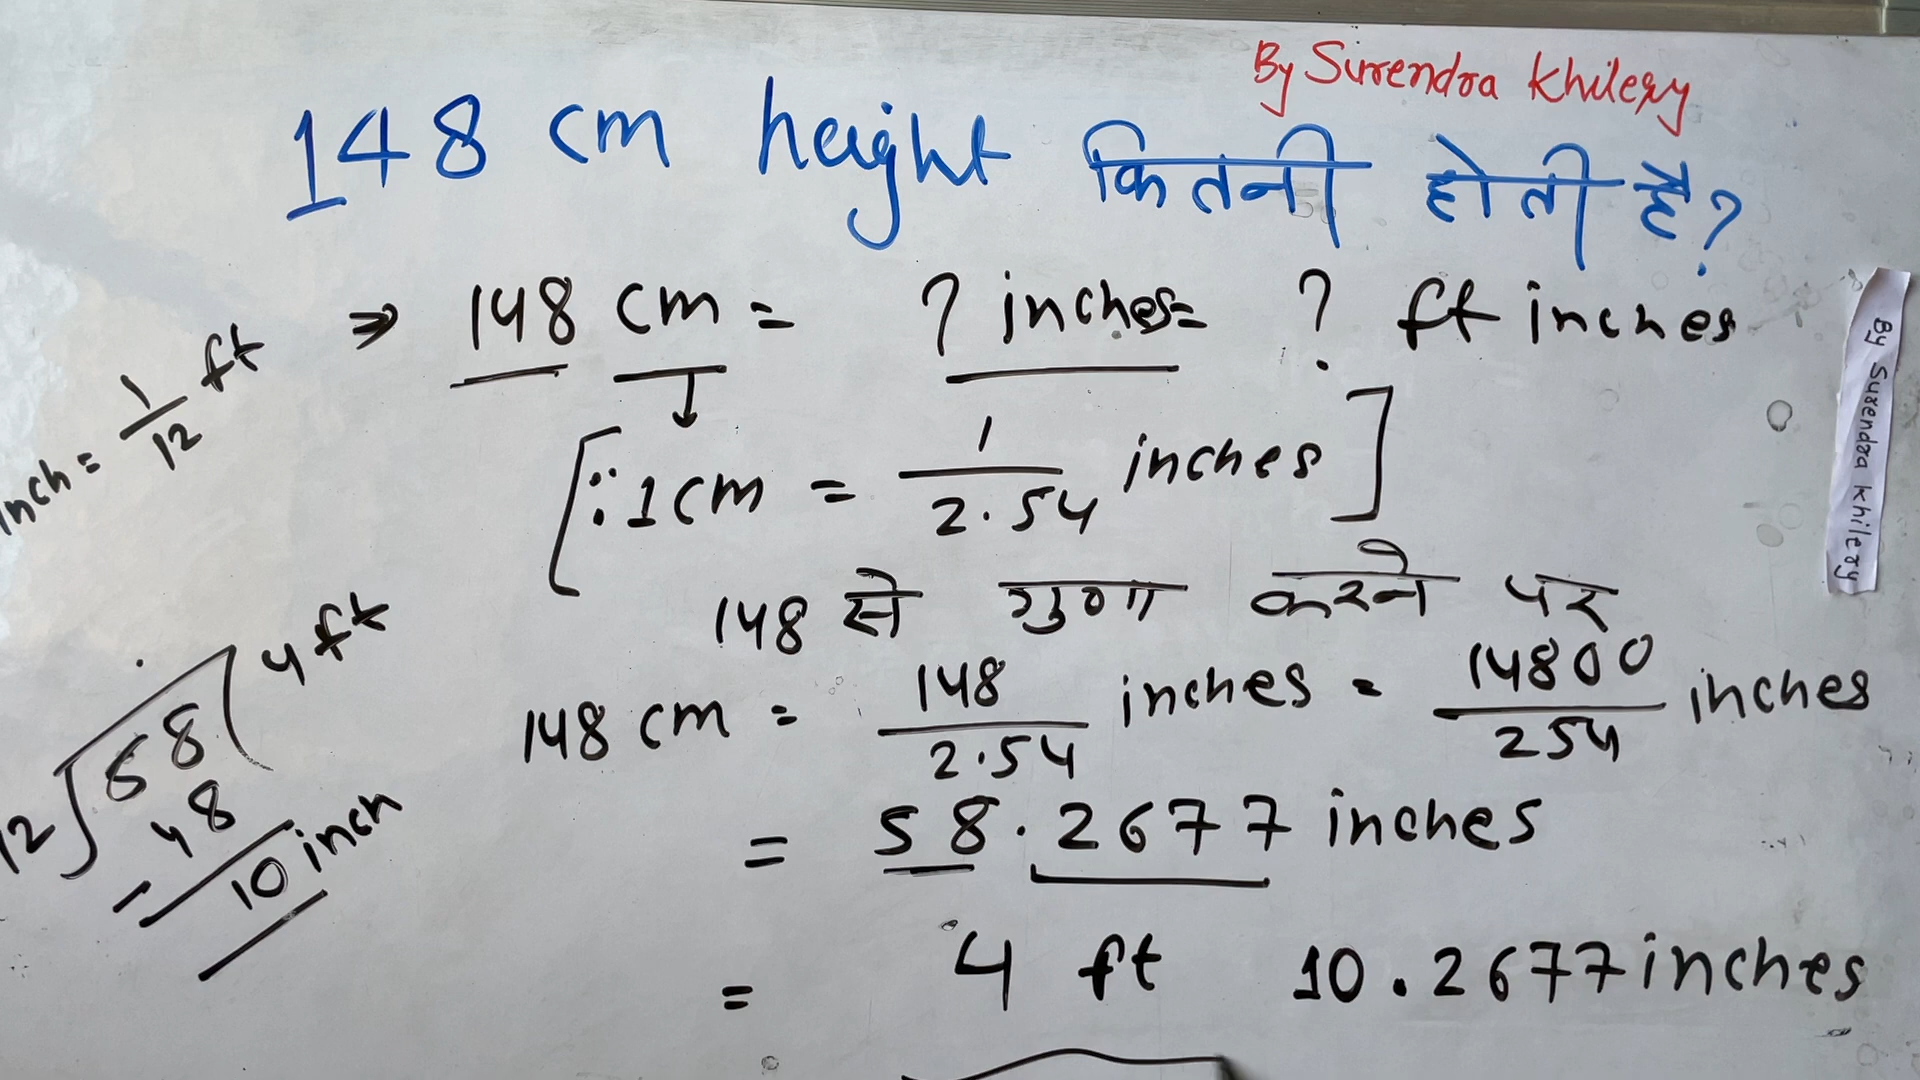 By Surendra Khilery
148 cm height कितनी होती है?
⇒ 148 cm = ? inches = ? ft inches
inch = 1/12 ft
[∵ 1 cm = 1/2.54 inches]
148 से गुणा करने पर
148 cm = 148/2.54 inches = 14800/254 inches
= 58.2677 inches
= 4 ft 10.2677 inches
12 ) 58 ( 4 ft
48
- 10 inch
By Surendra Khilery